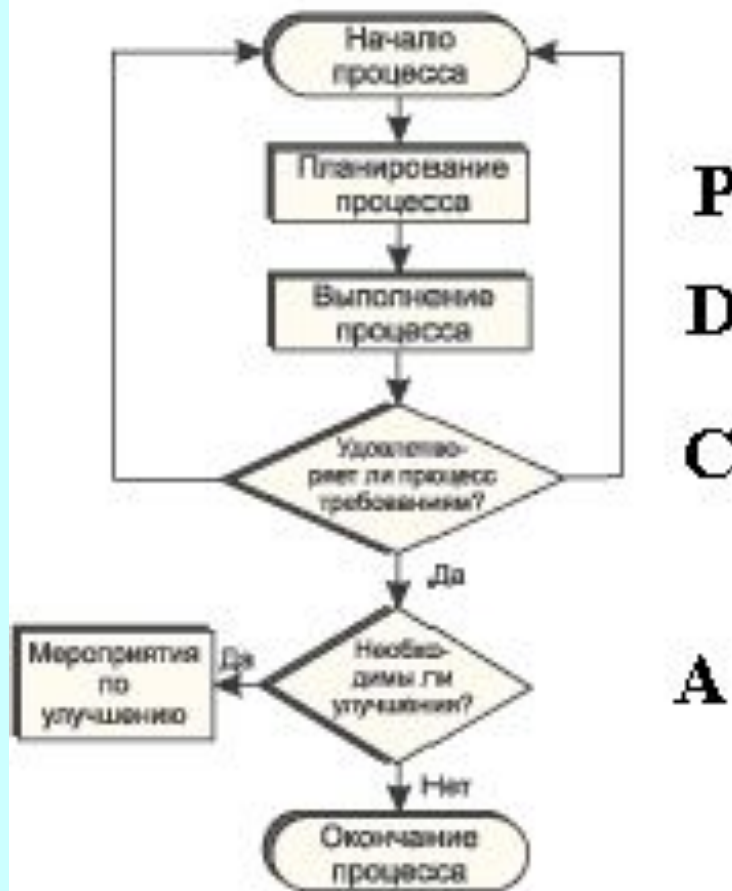 Начало
процесса
Планирование
процесса
P
Выполнение
процесса
D
Удовлетво-
ряет ли процесс
требованиям?
C
Да
Мероприятия
по
улучшению
Да
Необхо-
димы ли
улучшения?
A
Нет
Окончание
процесса